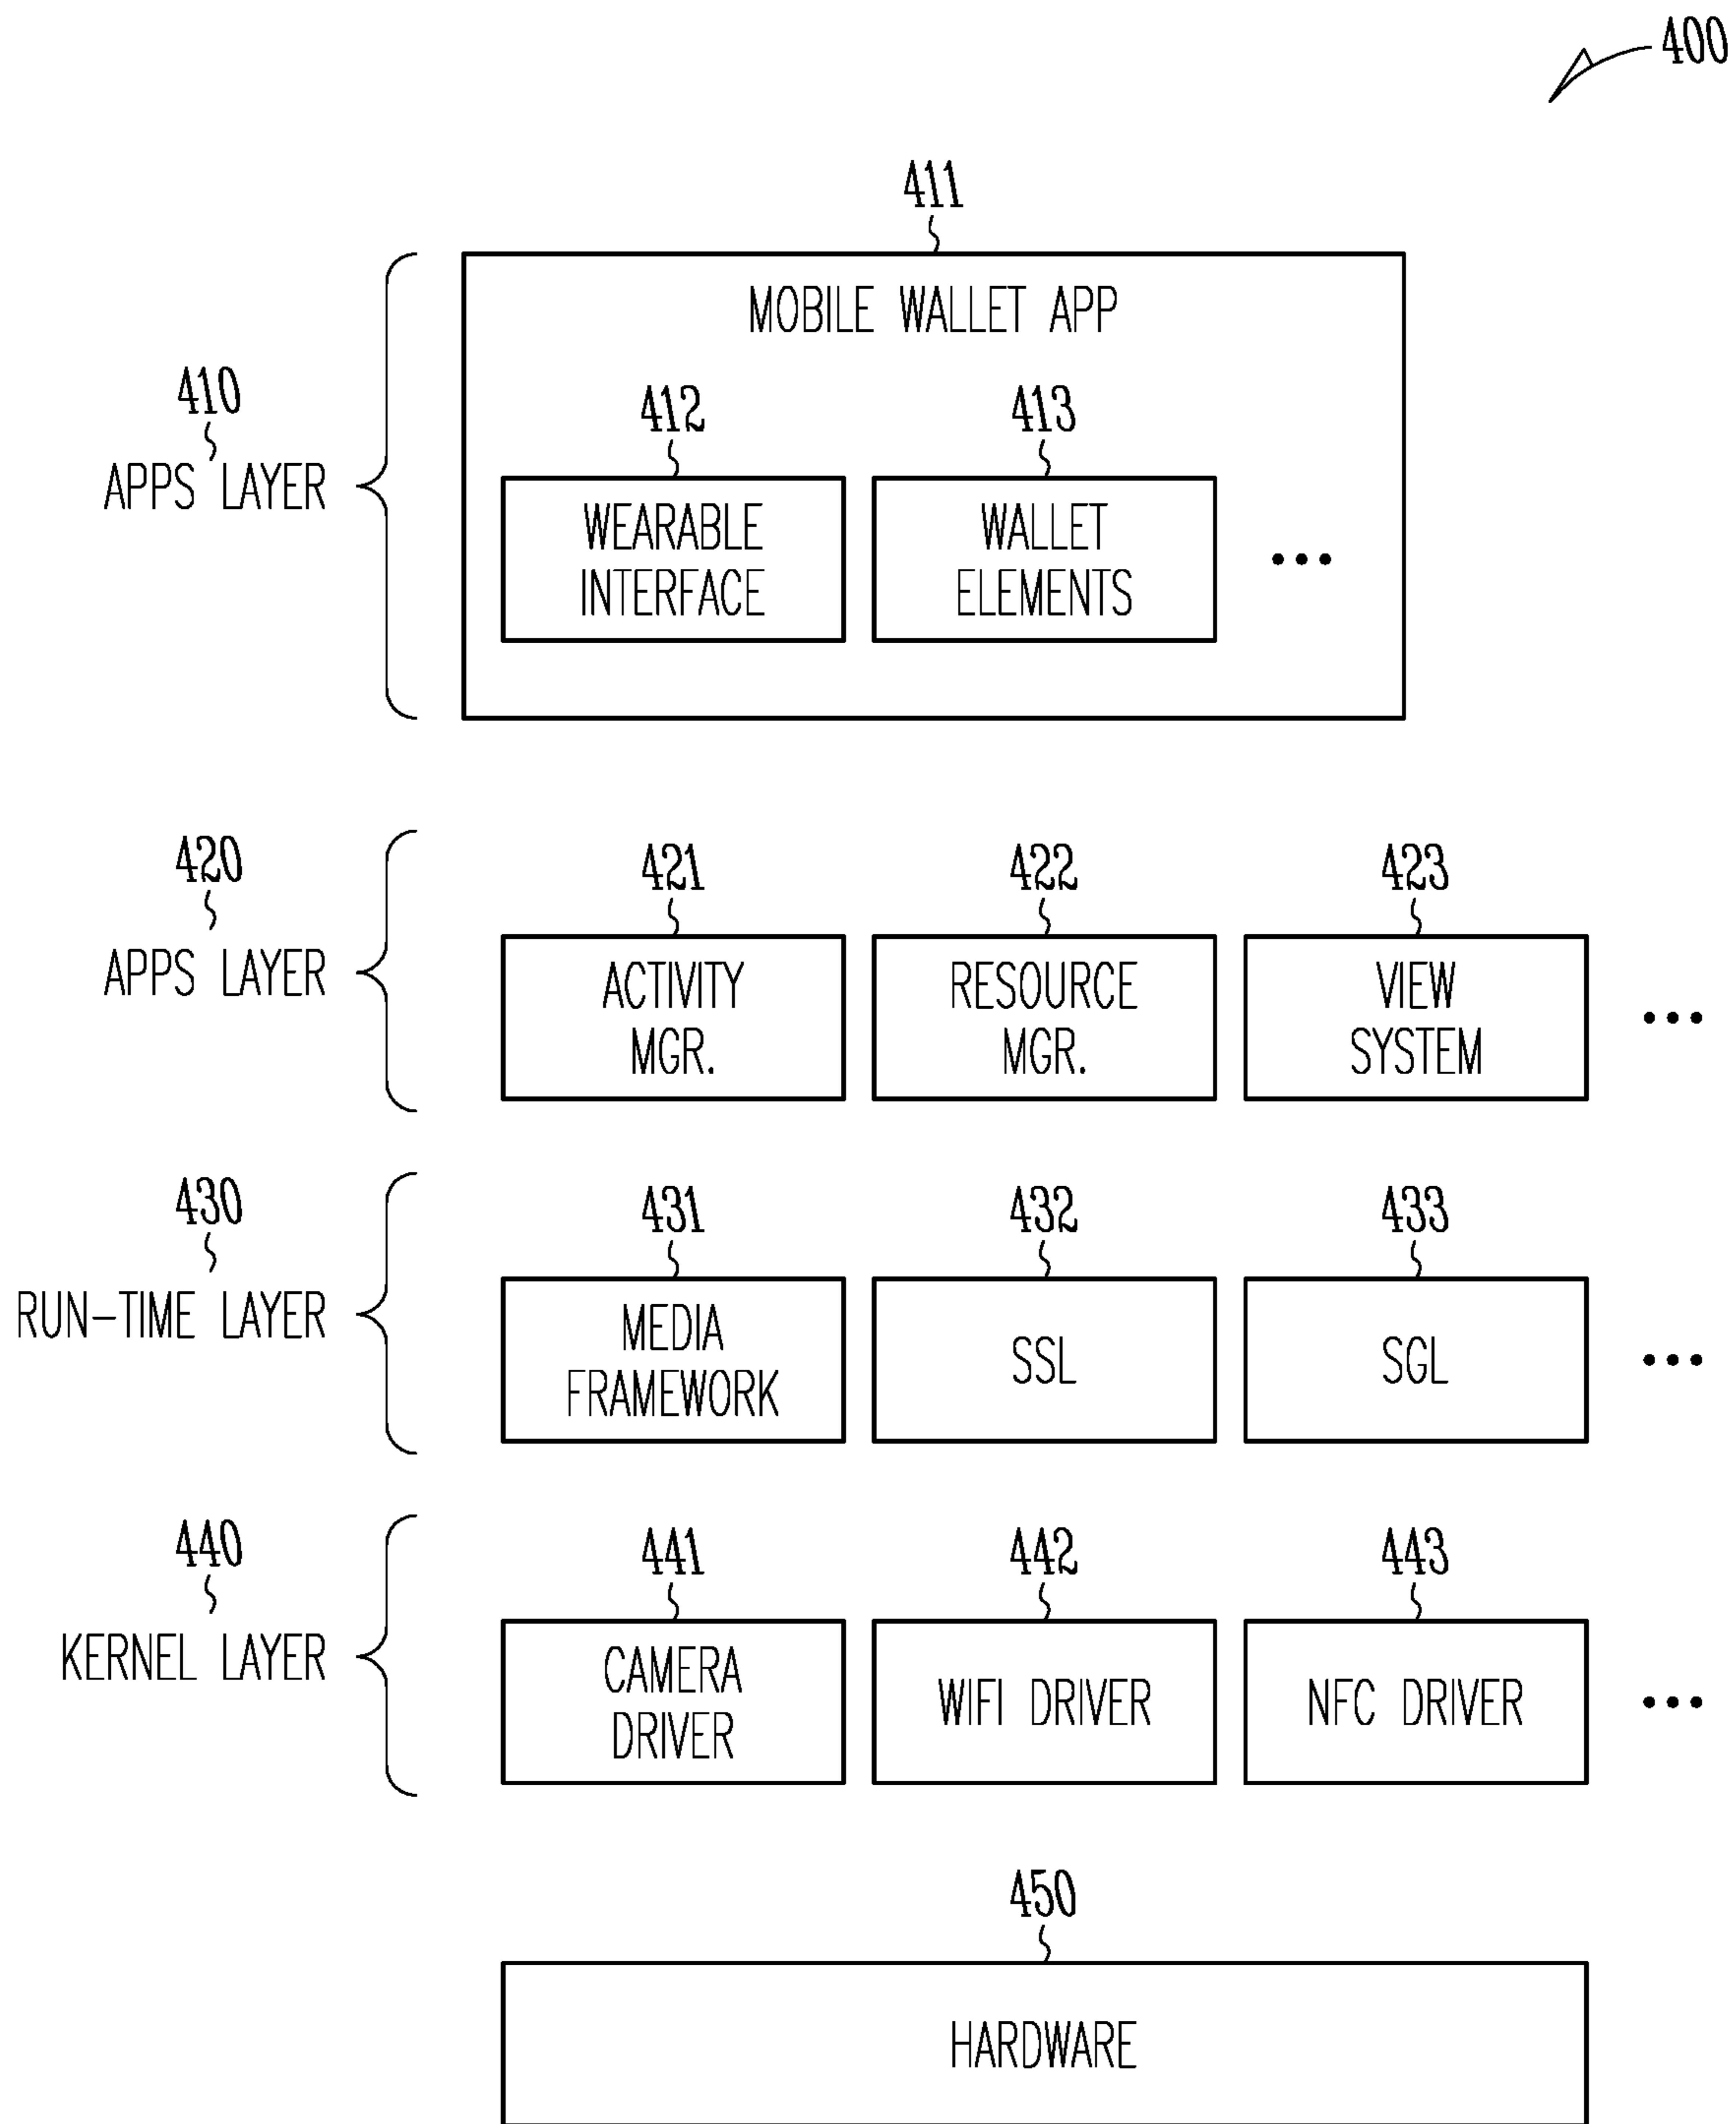 400
411
MOBILE WALLET APP
410
APPS LAYER
412
413
WEARABLE
INTERFACE
WALLET
ELEMENTS
•••
420
APPS LAYER
421
422
423
ACTIVITY
MGR.
RESOURCE
MGR.
VIEW
SYSTEM
•••
430
RUN-TIME LAYER
431
432
433
MEDIA
FRAMEWORK
SSL
SGL
•••
440
KERNEL LAYER
441
442
443
CAMERA
DRIVER
WIFI DRIVER
NFC DRIVER
•••
450
HARDWARE